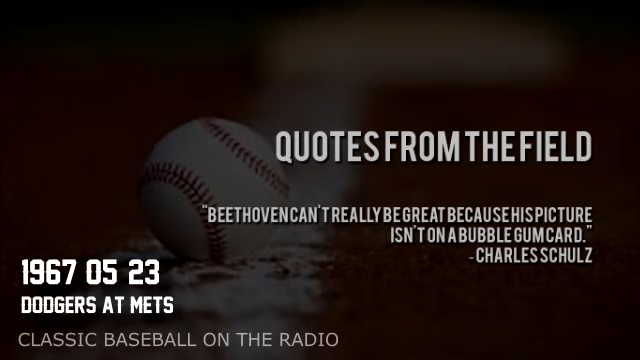 QUOTES FROM THE FIELD
"BEETHOVEN CAN'T REALLY BE GREAT BECAUSE HIS PICTURE
ISN'T ON A BUBBLE GUM CARD."
- CHARLES SCHULZ
1967 05 23
DODGERS AT METS
CLASSIC BASEBALL ON THE RADIO